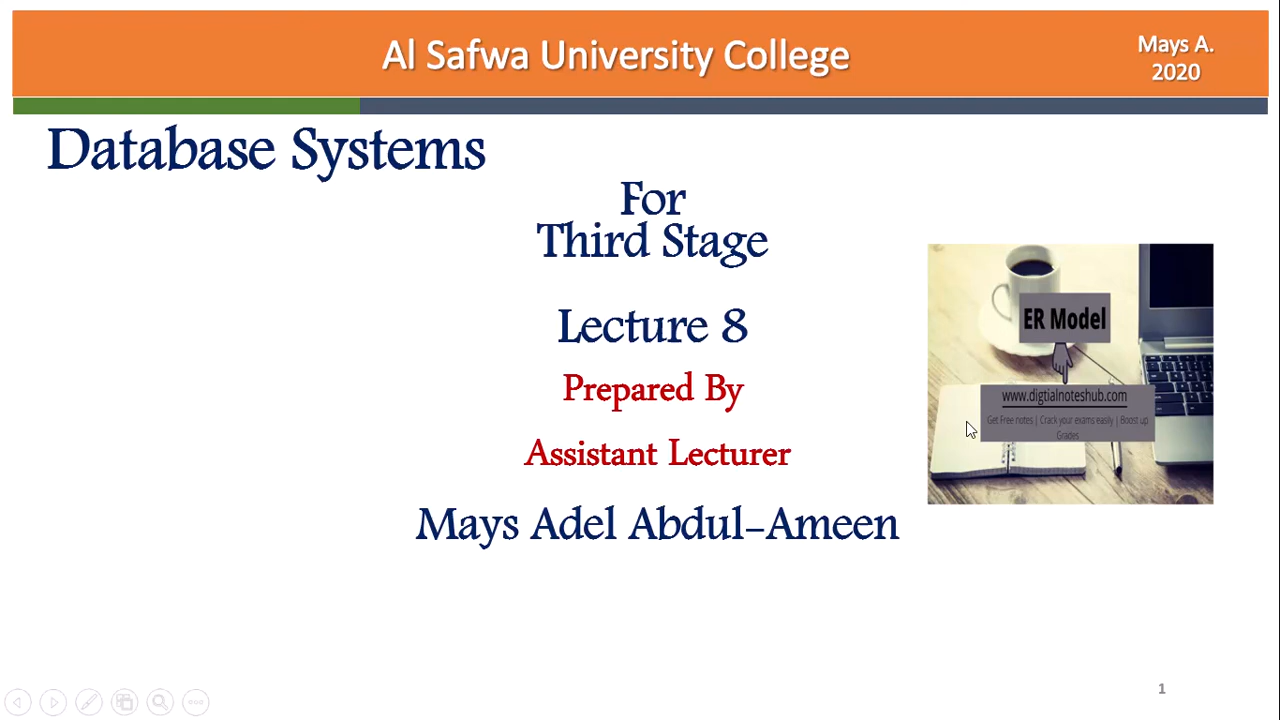 Al Safwa University College
Mays A.
2020
Database Systems
For
Third Stage
Lecture 8
Prepared By
Assistant Lecturer
Mays Adel Abdul-Ameen
ER Model
www.digtialnoteshub.com
Get Free notes | Crack your exams easily | Boost up
Grades
1